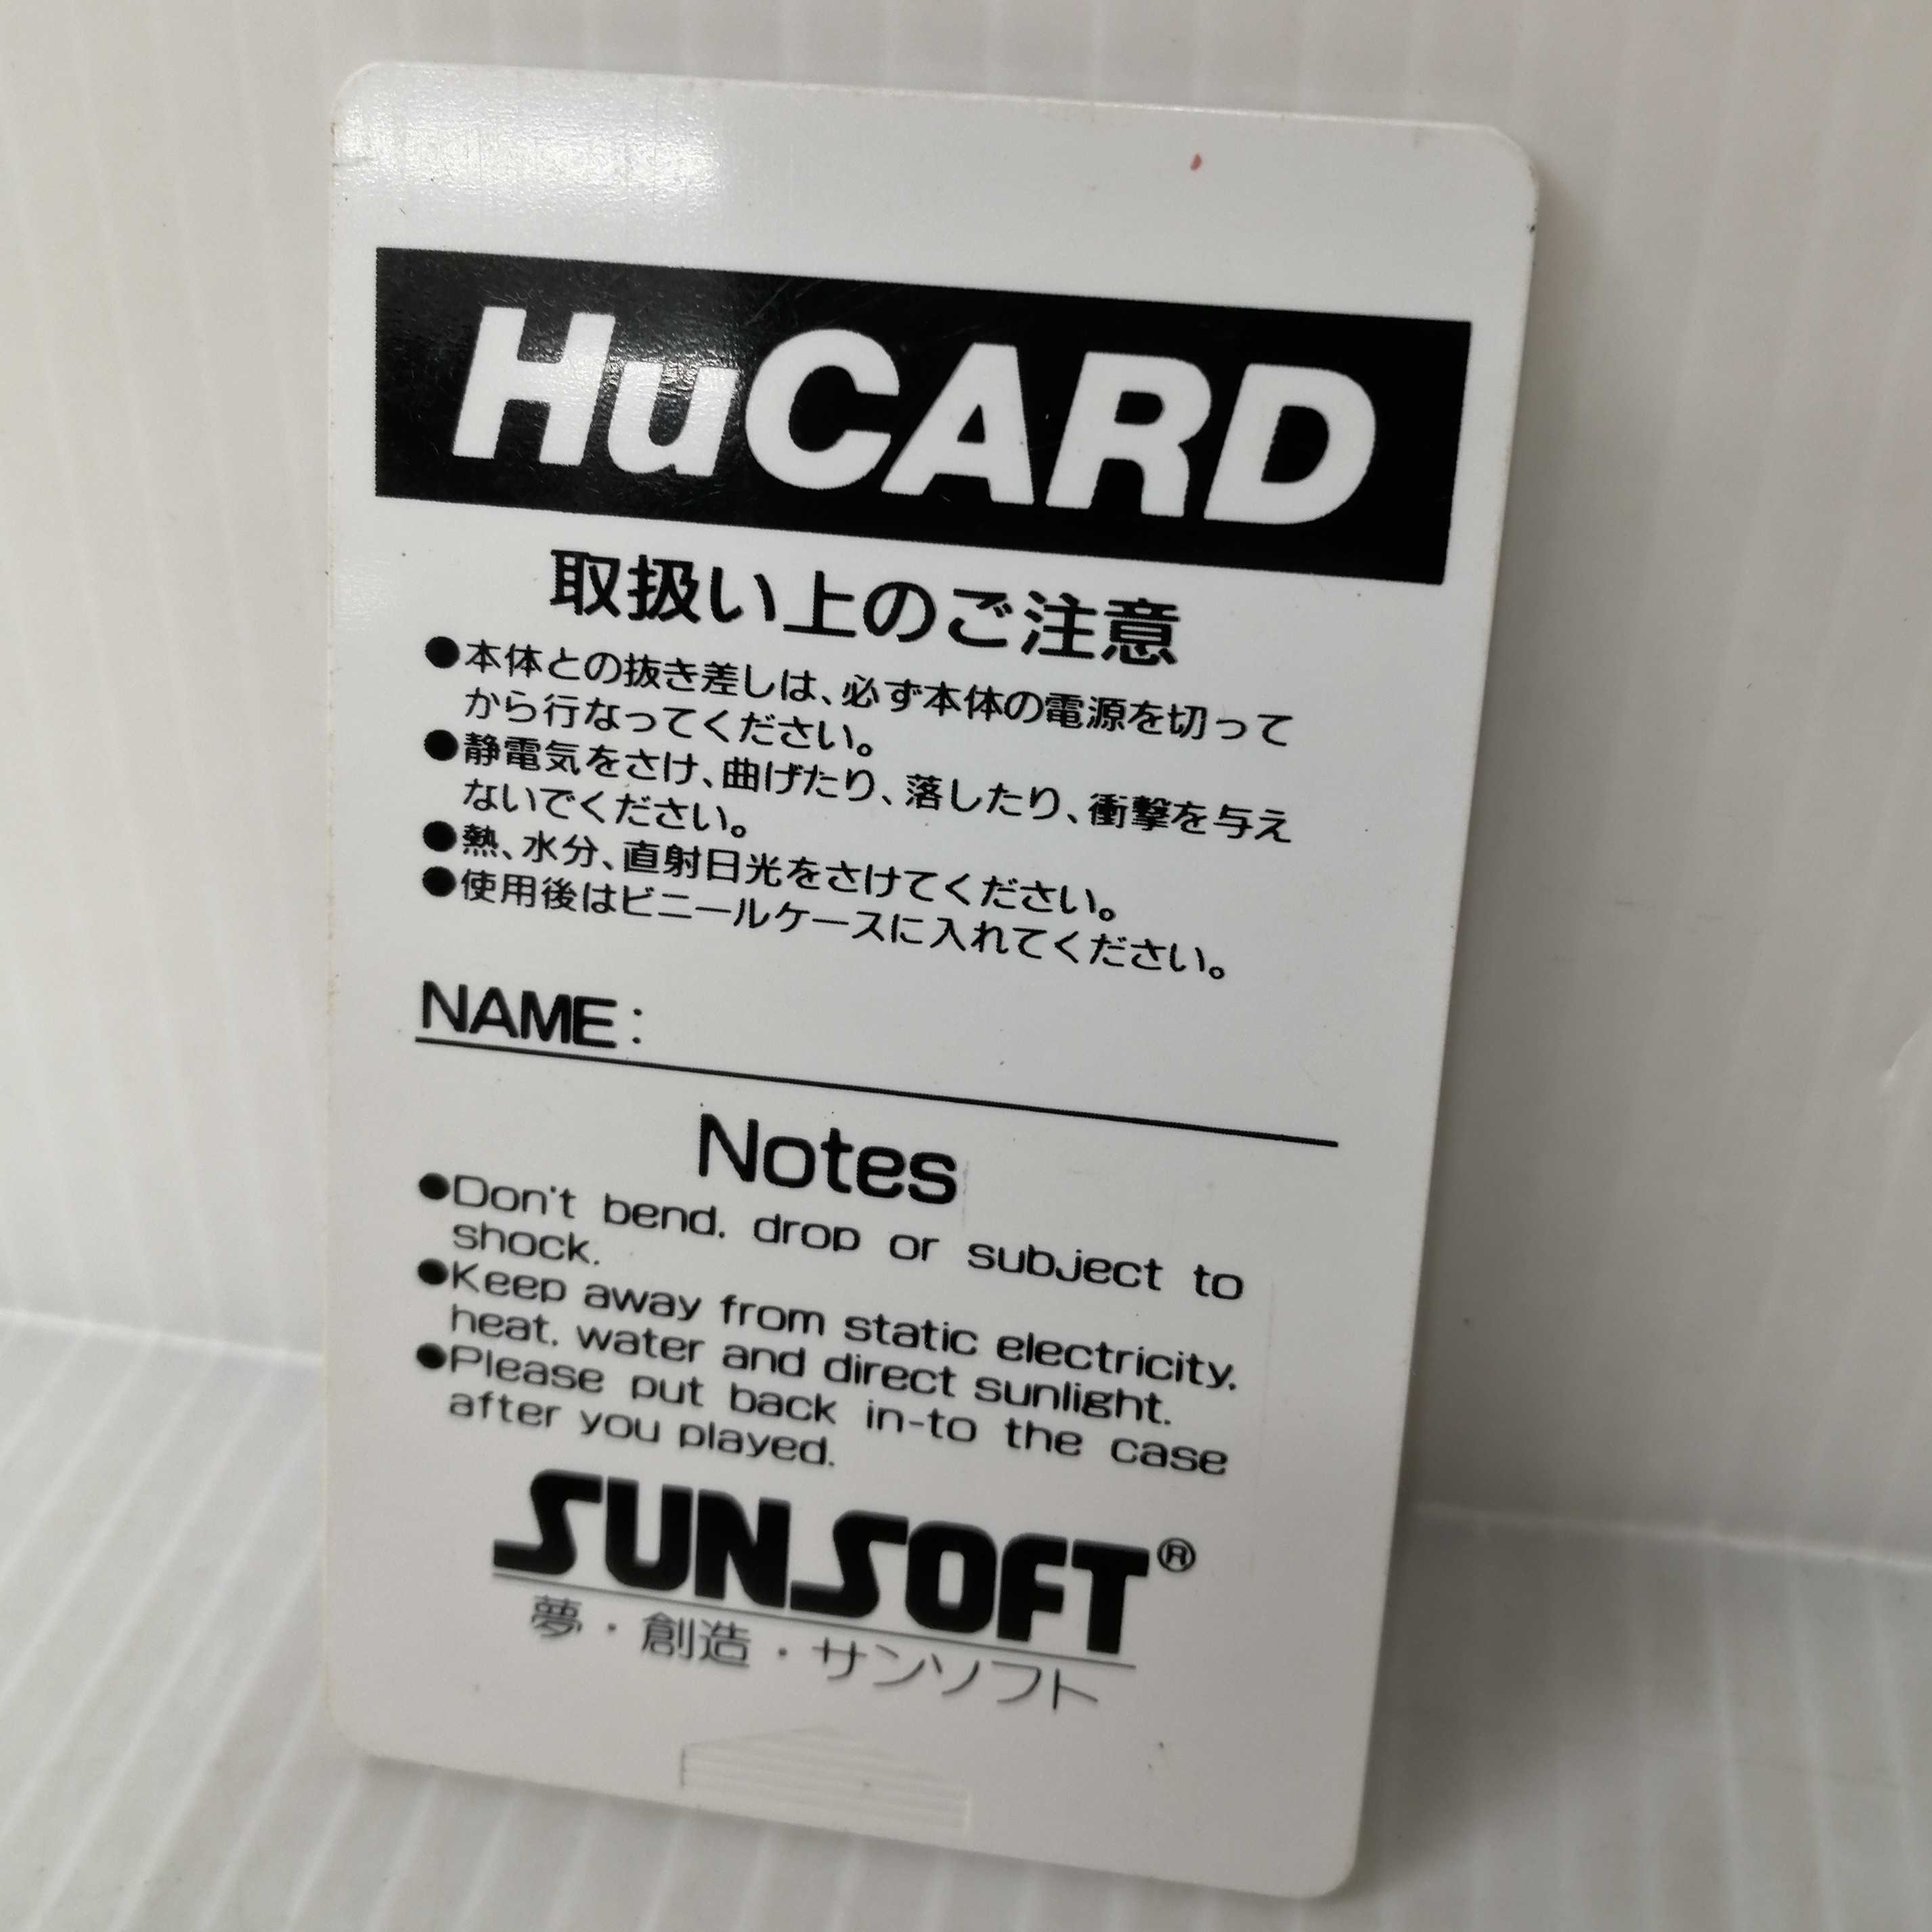 HuCARD
取扱い上のご注意
●本体との抜き差しは、必ず本体の電源を切って
から行なってください。
●静電気をさけ、曲げたり、落したり、衝撃を与え
ないでください。
●熱、水分、直射日光をさけてください。
●使用後はビニールケースに入れてください。
NAME:
Notes
●Don't bend. drop or subject to
shock.
●Keep away from static electricity.
heat. water and direct sunlight.
●Please put back in-to the case
after you played.
SUNSOFT®
夢・創造・サンソフト